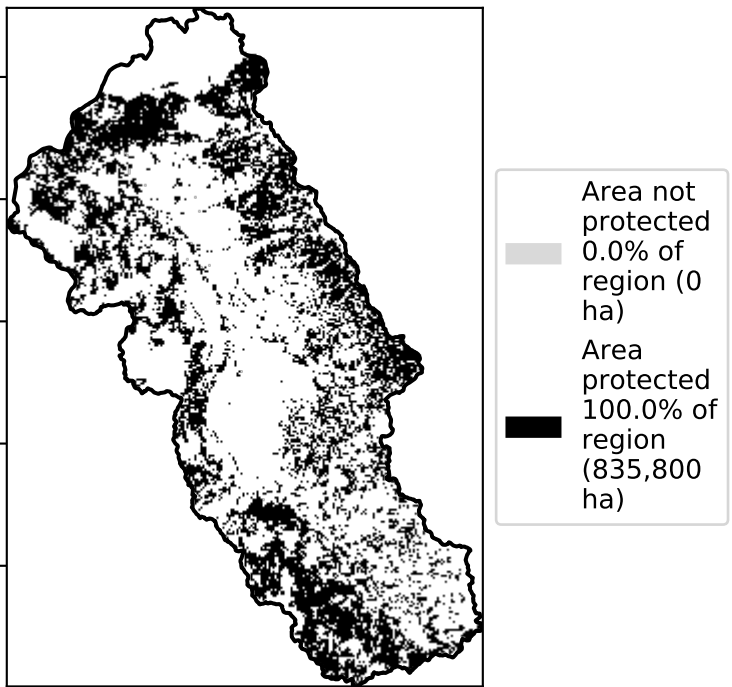 Area not
protected
0.0% of
region (0
ha)
Area
protected
100.0% of
region
(835,800
ha)